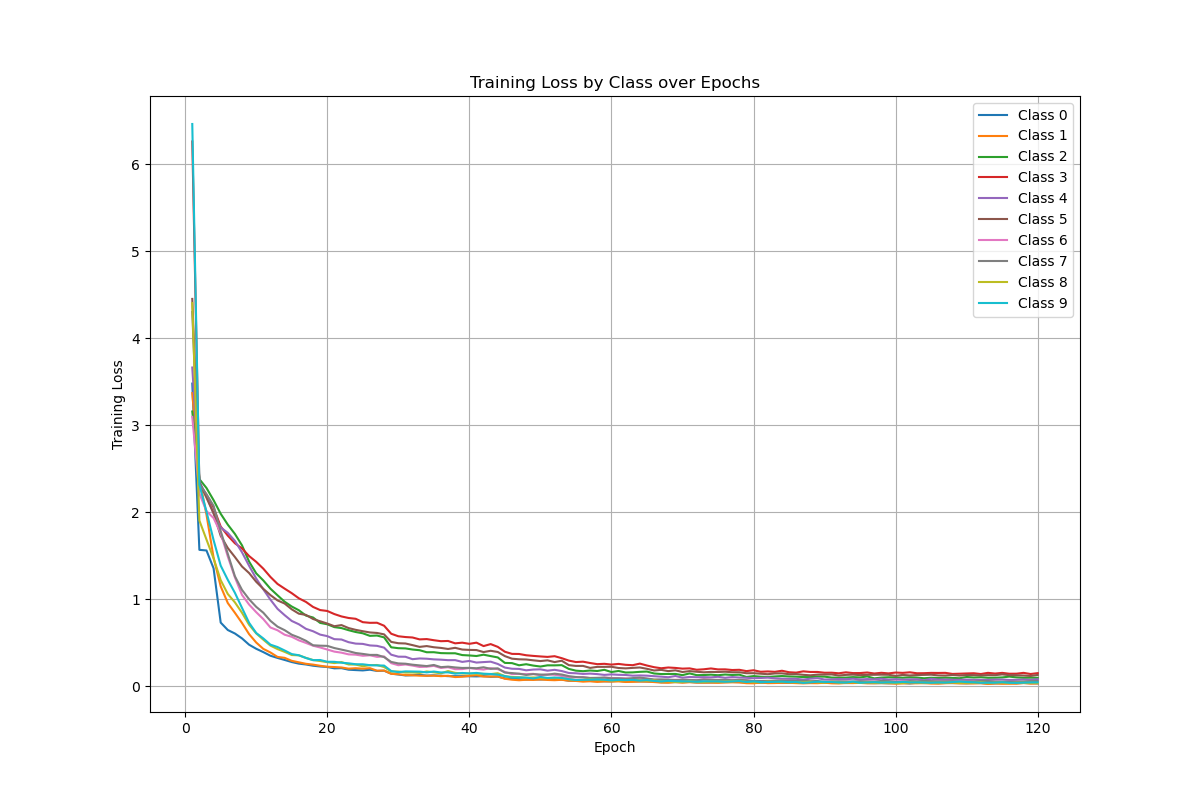 Training Loss by Class over Epochs
Training Loss
6
5
4
3
2
1
0
0 20 40 60 80 100 120
Epoch
Class 0
Class 1
Class 2
Class 3
Class 4
Class 5
Class 6
Class 7
Class 8
Class 9